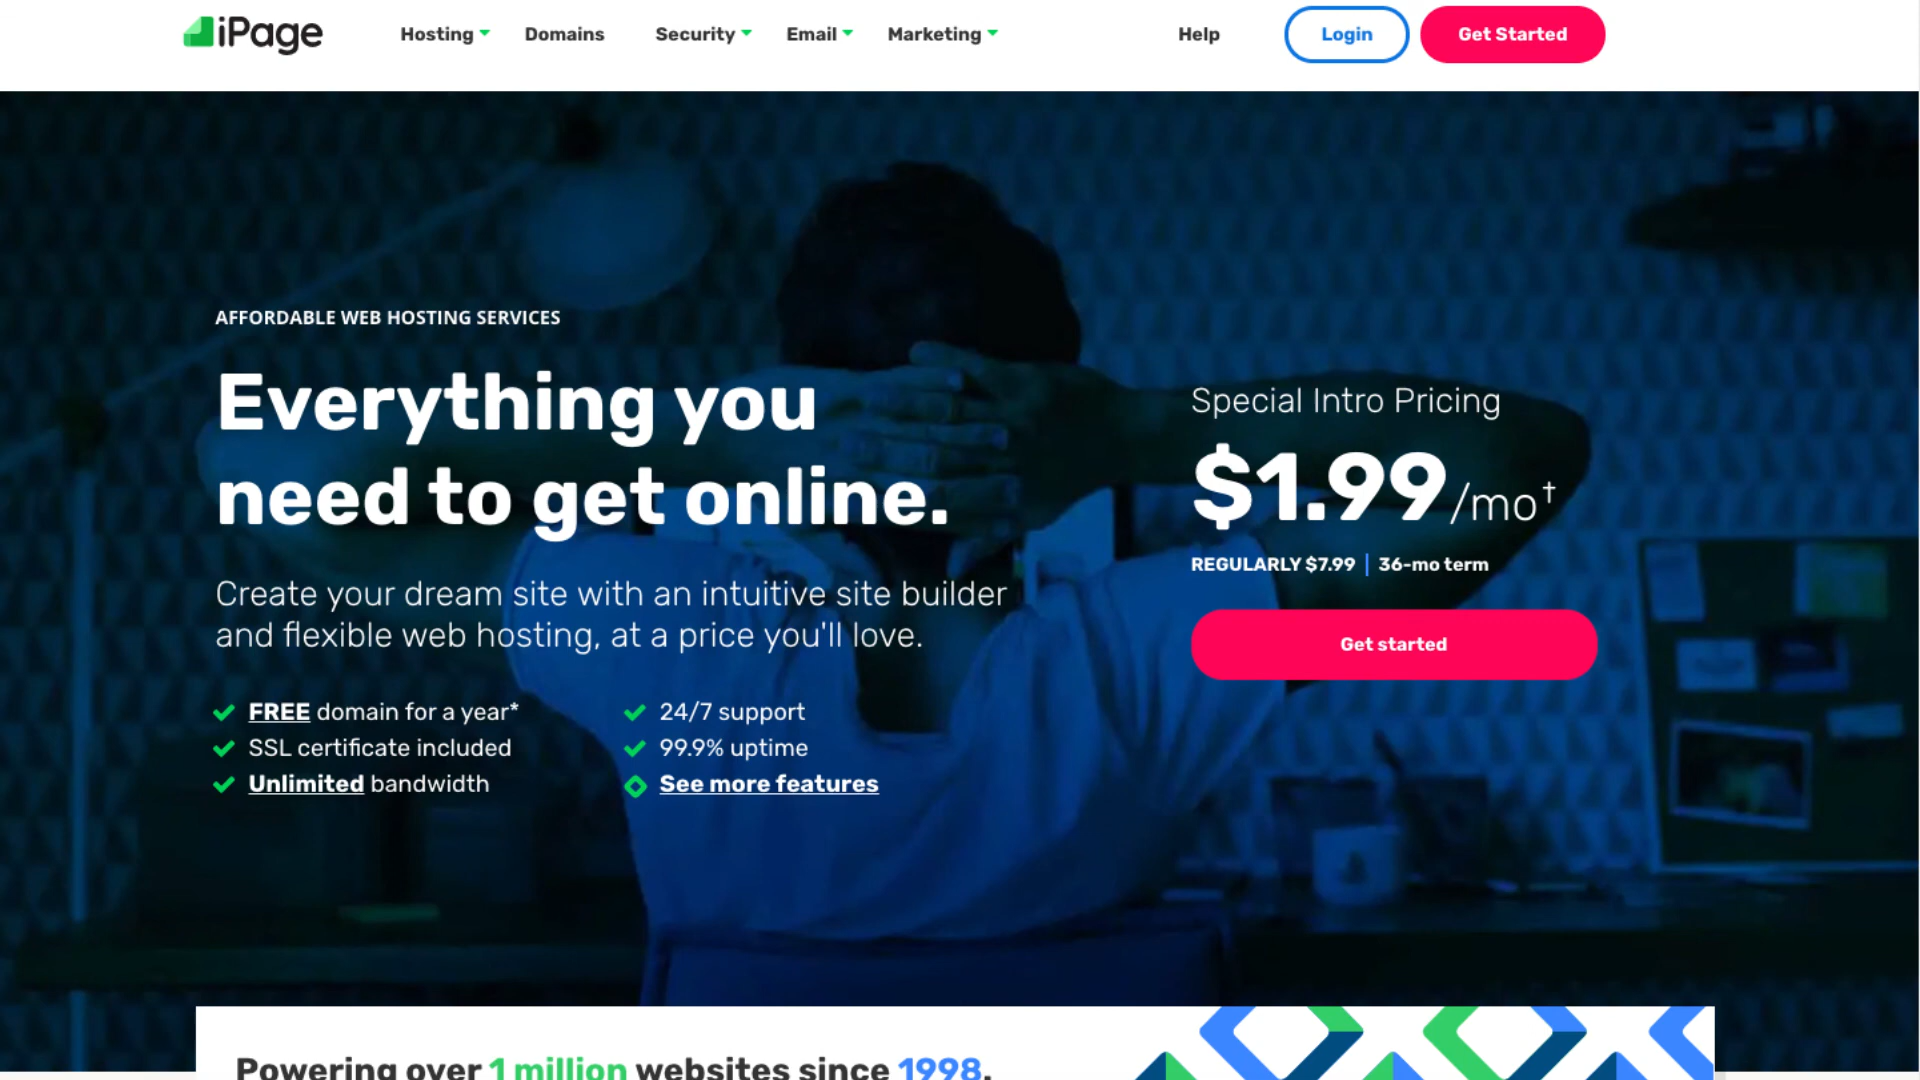 iPage
Hosting Domains Security Email Marketing Help Login Get Started
AFFORDABLE WEB HOSTING SERVICES
Everything you
need to get online.
Create your dream site with an intuitive site builder
and flexible web hosting, at a price you'll love.
FREE domain for a year*
SSL certificate included
Unlimited bandwidth
24/7 support
99.9% uptime
See more features
Special Intro Pricing
$1.99/mo†
REGULARLY $7.99 | 36-mo term
Get started
Powering over 1 million websites since 1998.